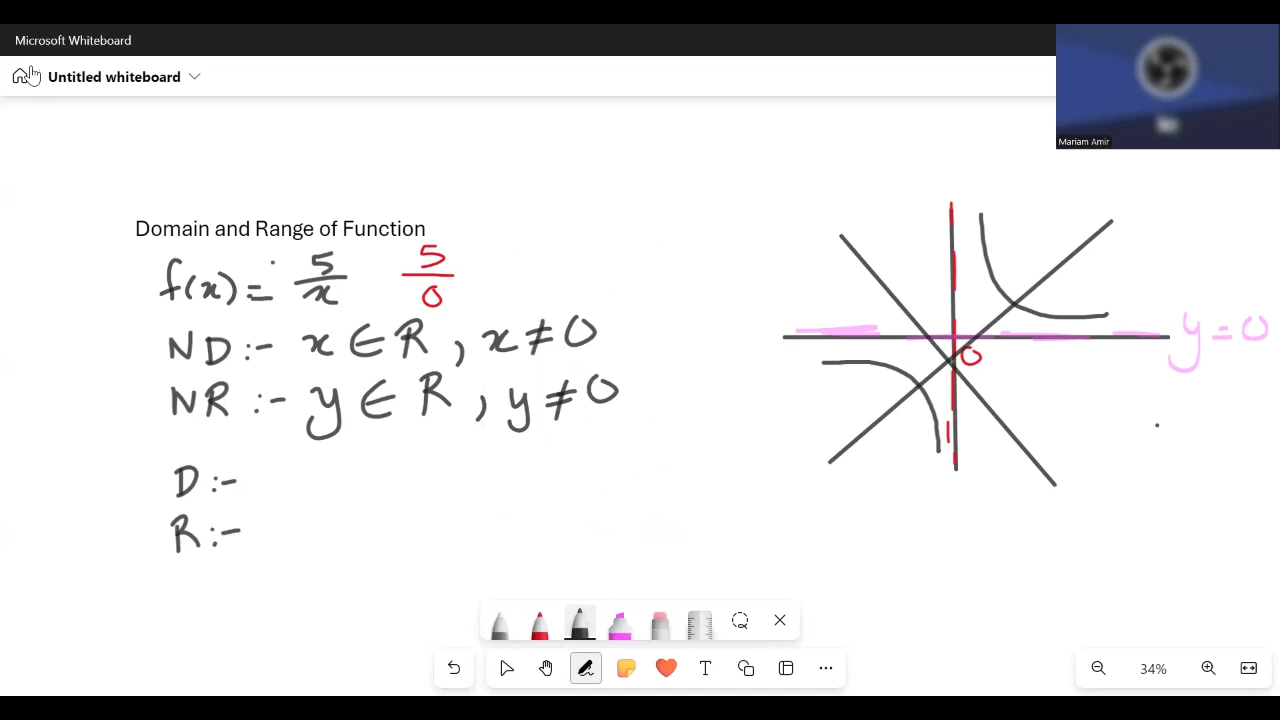 Microsoft Whiteboard
Untitled whiteboard
Mariam Amir
Domain and Range of Function
f(x) = 5/x 5/0
ND :- x ∈ R , x ≠ 0
NR :- y ∈ R , y ≠ 0
D :-
R :-
0
y = 0
34%